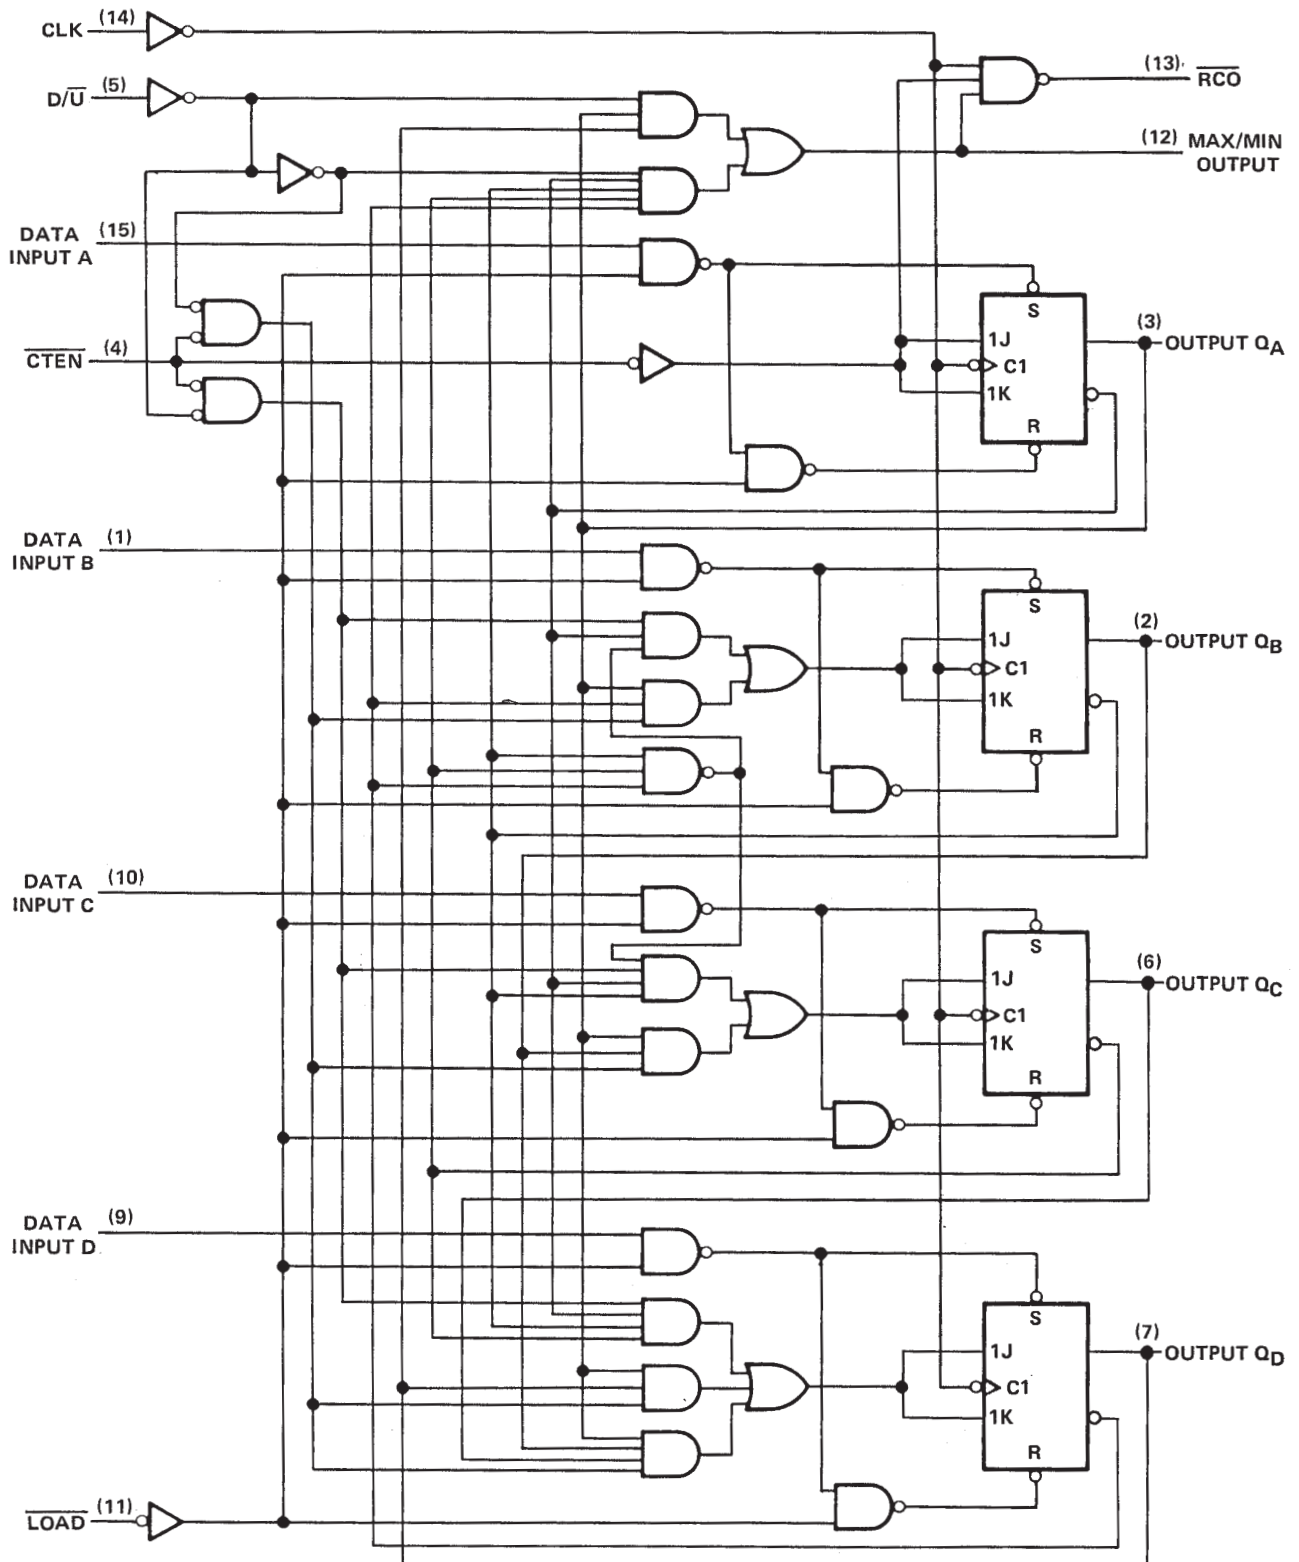 CLK (14)
(13) RCO
D/U (5)
(12) MAX/MIN
OUTPUT
DATA (15)
INPUT A
S
1J
C1
1K
R
(3) OUTPUT QA
CTEN (4)
DATA (1)
INPUT B
S
1J
C1
1K
R
(2) OUTPUT QB
DATA (10)
INPUT C
S
1J
C1
1K
R
(6) OUTPUT QC
DATA (9)
INPUT D
S
1J
C1
1K
R
(7) OUTPUT QD
LOAD (11)